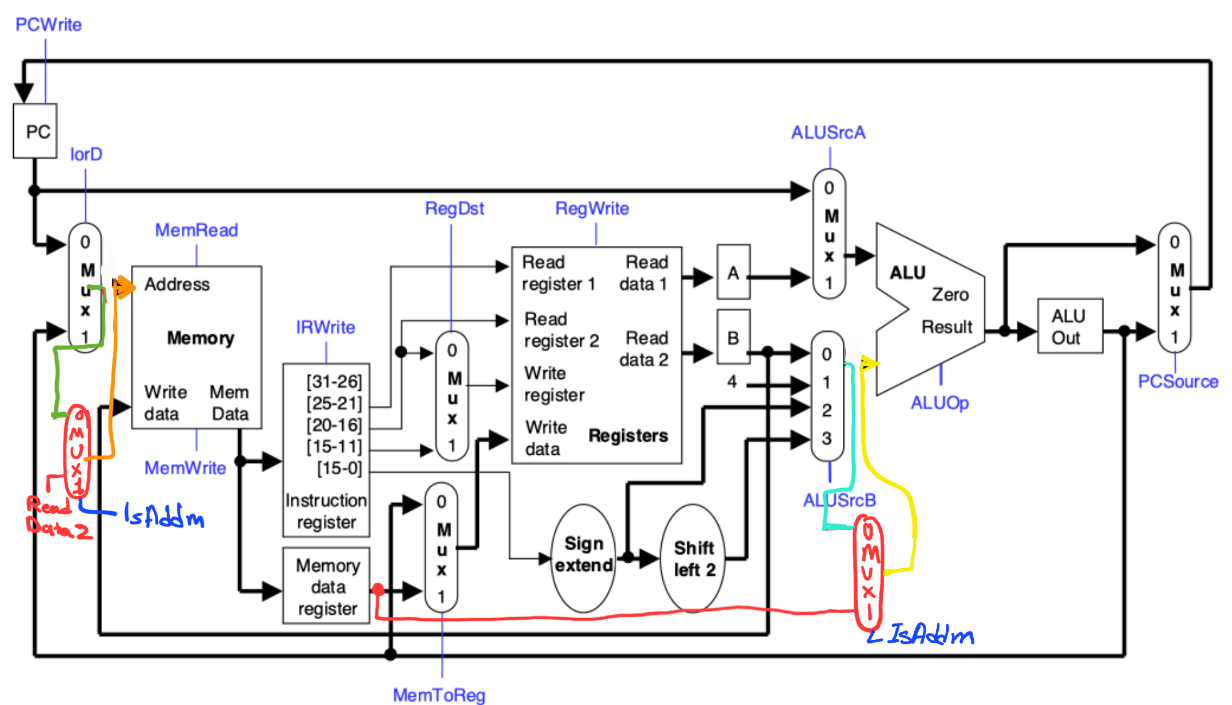 PCWrite
PC
IorD
0
M
u
x
1
MemRead
Address
Memory
Write
data
Mem
Data
MemWrite
0
M
U
X
1
Read
Data2
IsAddm
IRWrite
[31-26]
[25-21]
[20-16]
[15-11]
[15-0]
Instruction
register
Memory
data
register
RegDst
0
M
u
x
1
0
M
u
x
1
MemToReg
RegWrite
Read
register 1
Read
register 2
Write
register
Write
data
Read
data 1
Read
data 2
Registers
Sign
extend
Shift
left 2
A
B
4
ALUSrcA
0
M
u
x
1
0
1
2
3
ALUSrcB
0
M
U
X
1
IsAddm
ALU
Zero
Result
ALUOp
ALU
Out
0
M
u
x
1
PCSource